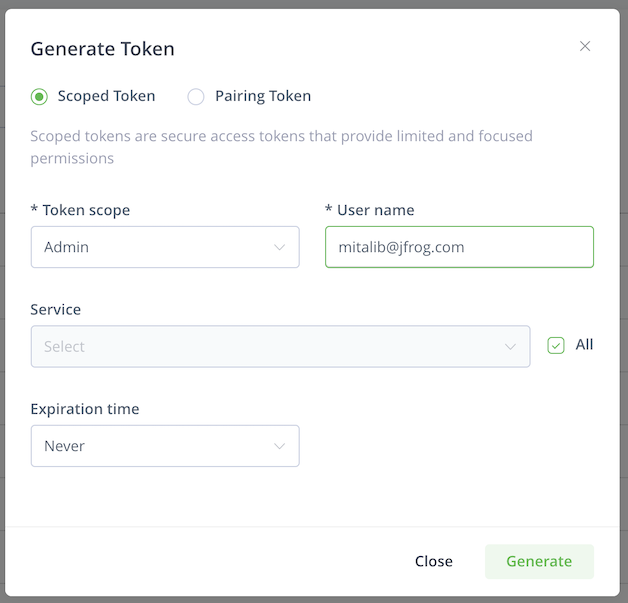 Generate Token
Scoped Token Pairing Token
Scoped tokens are secure access tokens that provide limited and focused
permissions
* Token scope * User name
Admin mitalib@jfrog.com
Service
Select All
Expiration time
Never
Close Generate